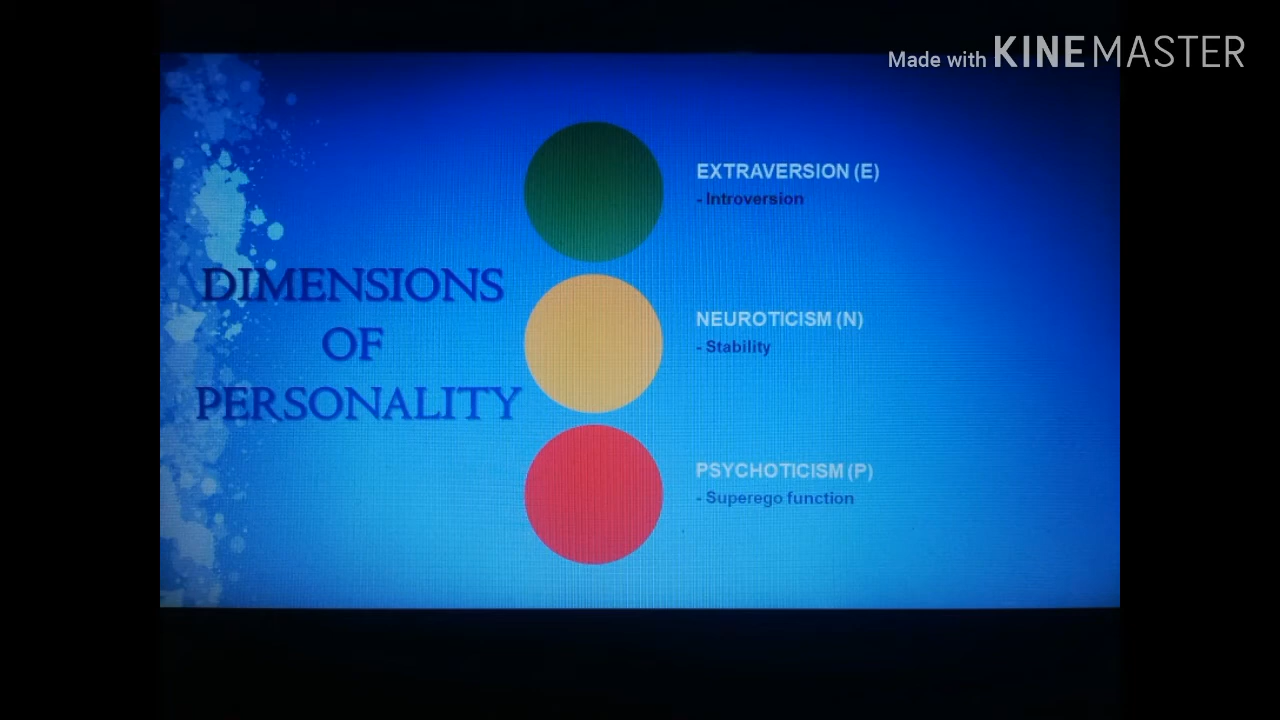 Made with KINEMASTER
DIMENSIONS
OF
PERSONALITY
EXTRAVERSION (E)
- Introversion
NEUROTICISM (N)
- Stability
PSYCHOTICISM (P)
- Superego function